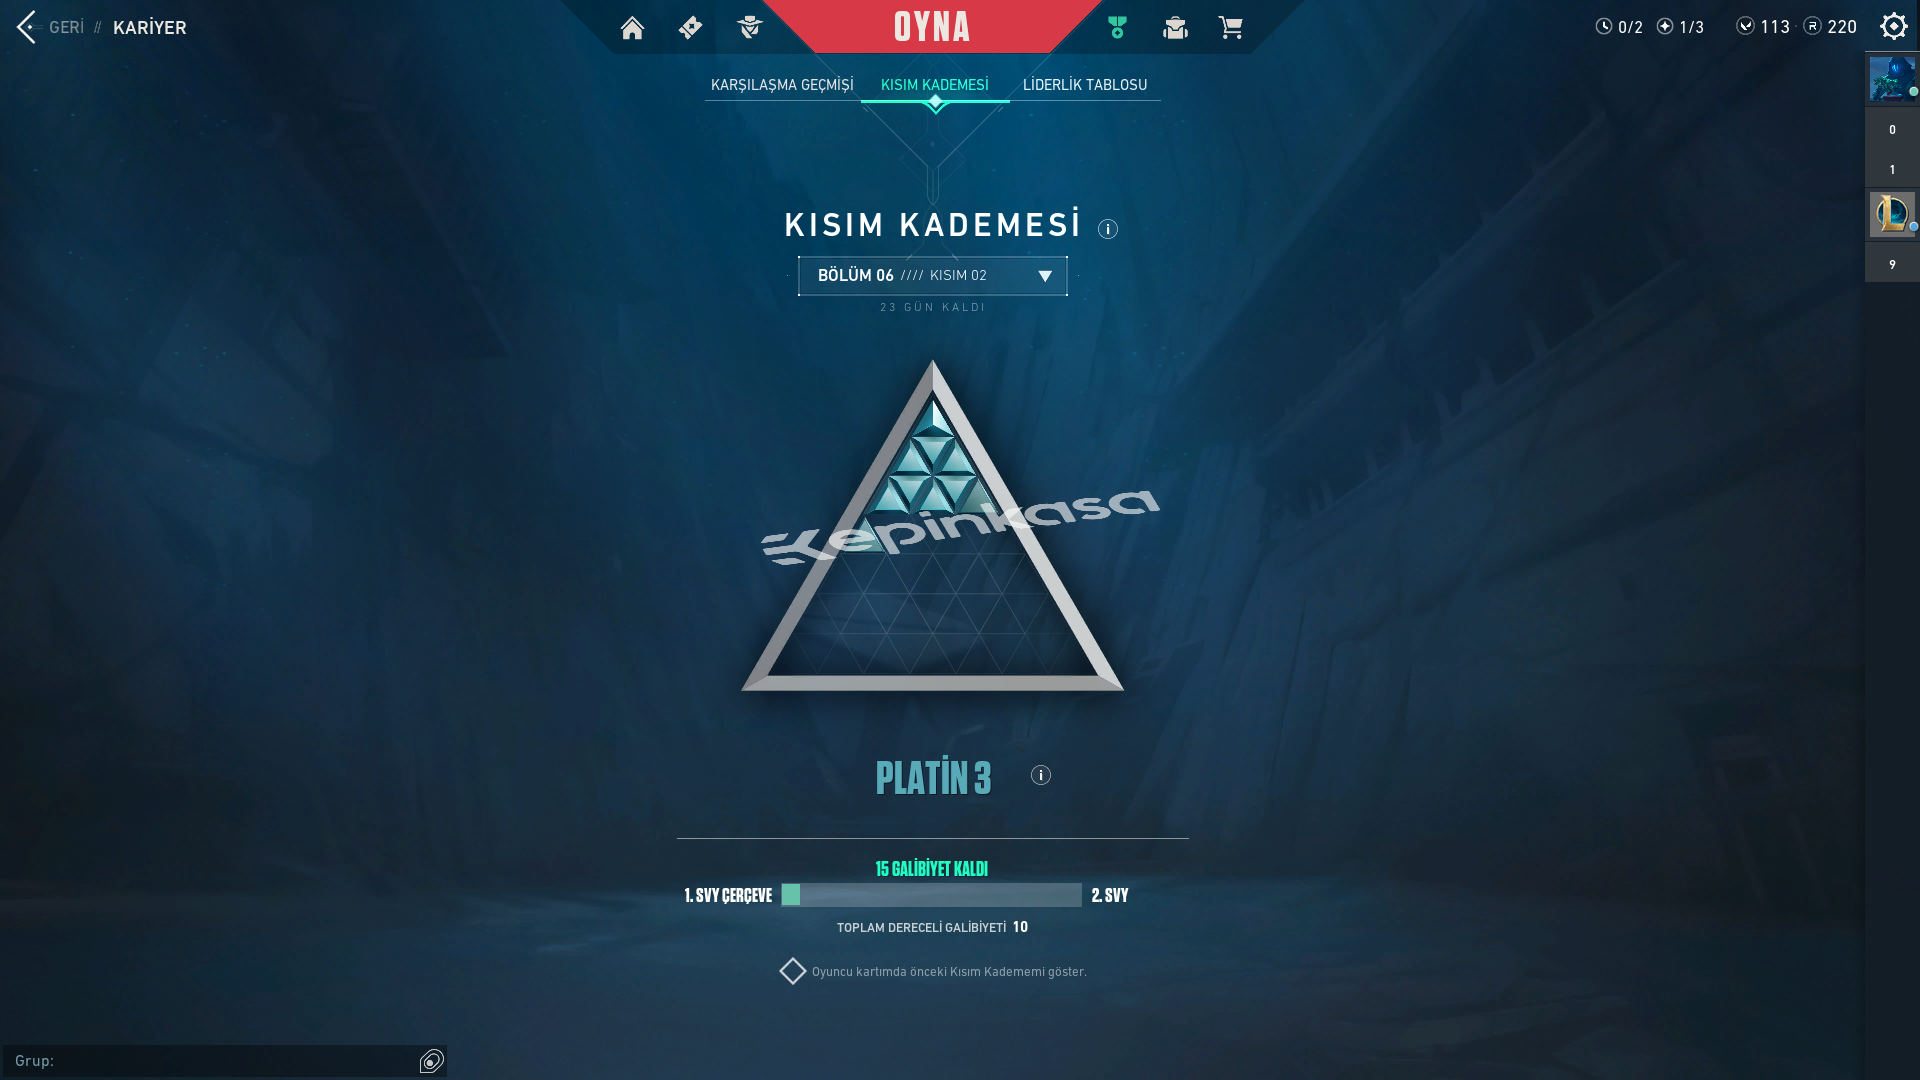 GERİ // KARİYER
OYNA
0/2 1/3 113 220
KARŞILAŞMA GEÇMİŞİ KISIM KADEMESİ LİDERLİK TABLOSU
0
1
9
KISIM KADEMESİ
BÖLÜM 06 //// KISIM 02
23 GÜN KALDI
epinkasa
PLATİN 3
15 GALİBİYET KALDI
1. SVY ÇERÇEVE 2. SVY
TOPLAM DERECELİ GALİBİYETİ 10
Oyuncu kartımda önceki Kısım Kadememi göster.
Grup: